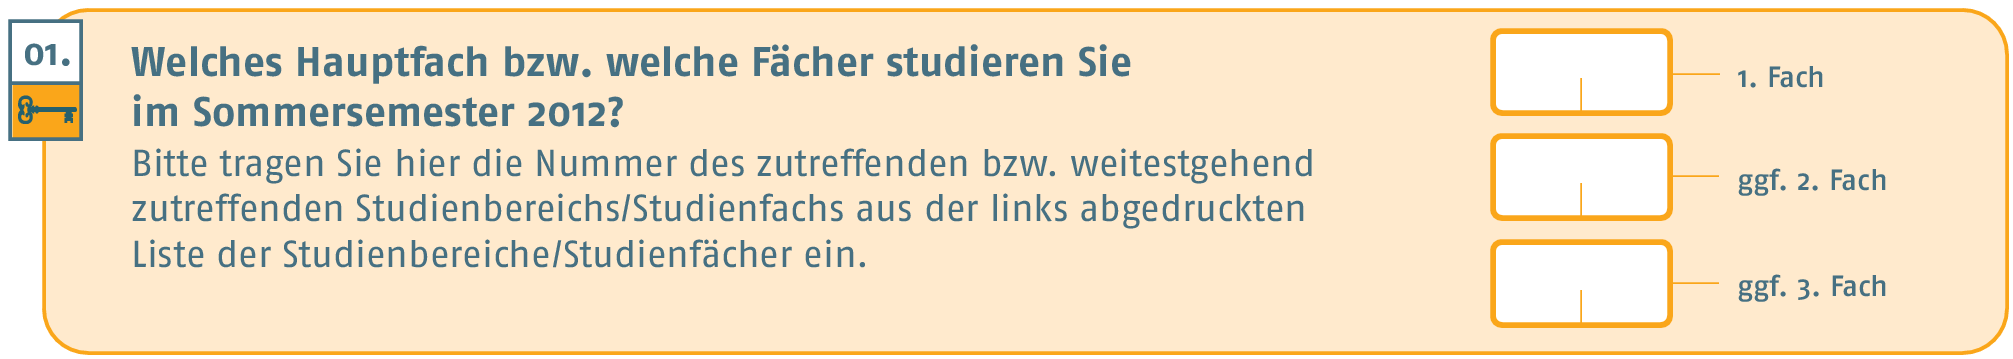 01.
Welches Hauptfach bzw. welche Fächer studieren Sie
im Sommersemester 2012?
Bitte tragen Sie hier die Nummer des zutreffenden bzw. weitestgehend
zutreffenden Studienbereichs/Studienfachs aus der links abgedruckten
Liste der Studienbereiche/Studienfächer ein.
1. Fach
ggf. 2. Fach
ggf. 3. Fach